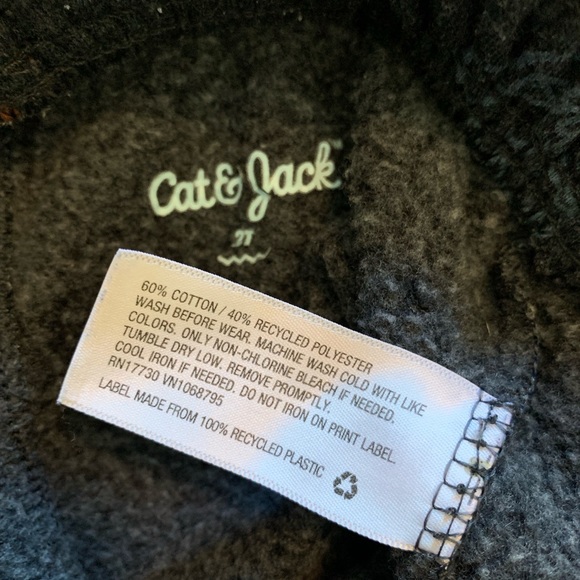 Cat & Jack™
60% COTTON / 40% RECYCLED POLYESTER
WASH BEFORE WEAR. MACHINE WASH COLD WITH LIKE
COLORS. ONLY NON-CHLORINE BLEACH IF NEEDED.
TUMBLE DRY LOW. REMOVE PROMPTLY.
COOL IRON IF NEEDED. DO NOT IRON ON PRINT LABEL.
RN17730 VN1068795
LABEL MADE FROM 100% RECYCLED PLASTIC